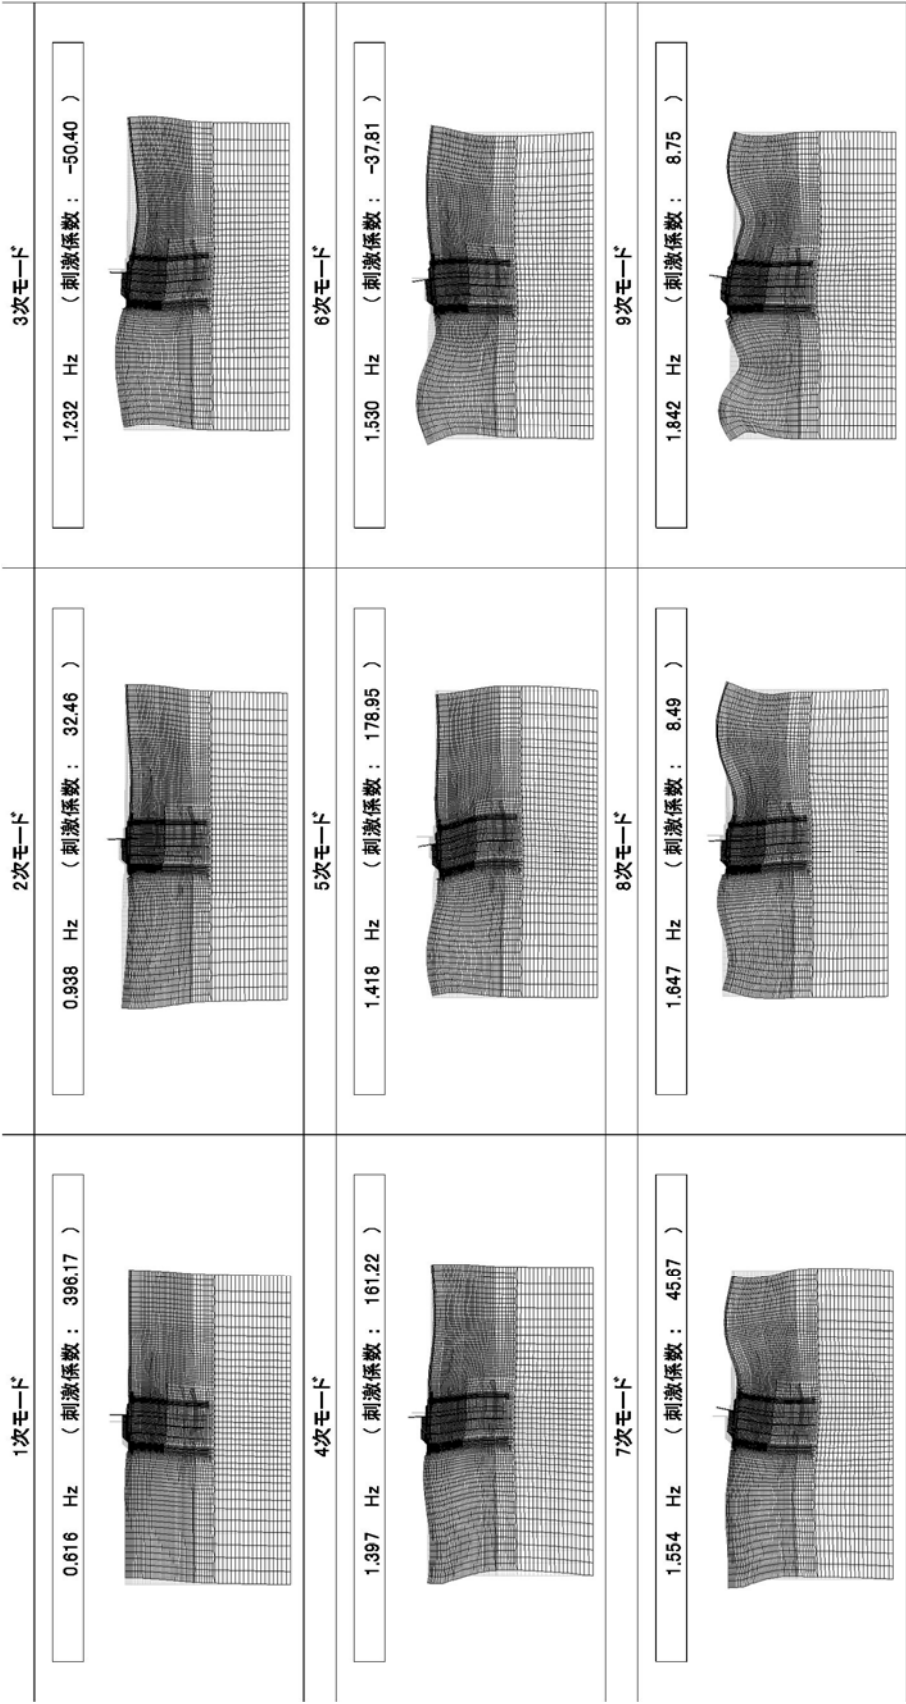 1次モード
0.616 Hz ( 刺激係数 : 396.17 )
2次モード
0.938 Hz ( 刺激係数 : 32.46 )
3次モード
1.232 Hz ( 刺激係数 : -50.40 )
4次モード
1.397 Hz ( 刺激係数 : 161.22 )
5次モード
1.418 Hz ( 刺激係数 : 178.95 )
6次モード
1.530 Hz ( 刺激係数 : -37.81 )
7次モード
1.554 Hz ( 刺激係数 : 45.67 )
8次モード
1.647 Hz ( 刺激係数 : 8.49 )
9次モード
1.842 Hz ( 刺激係数 : 8.75 )